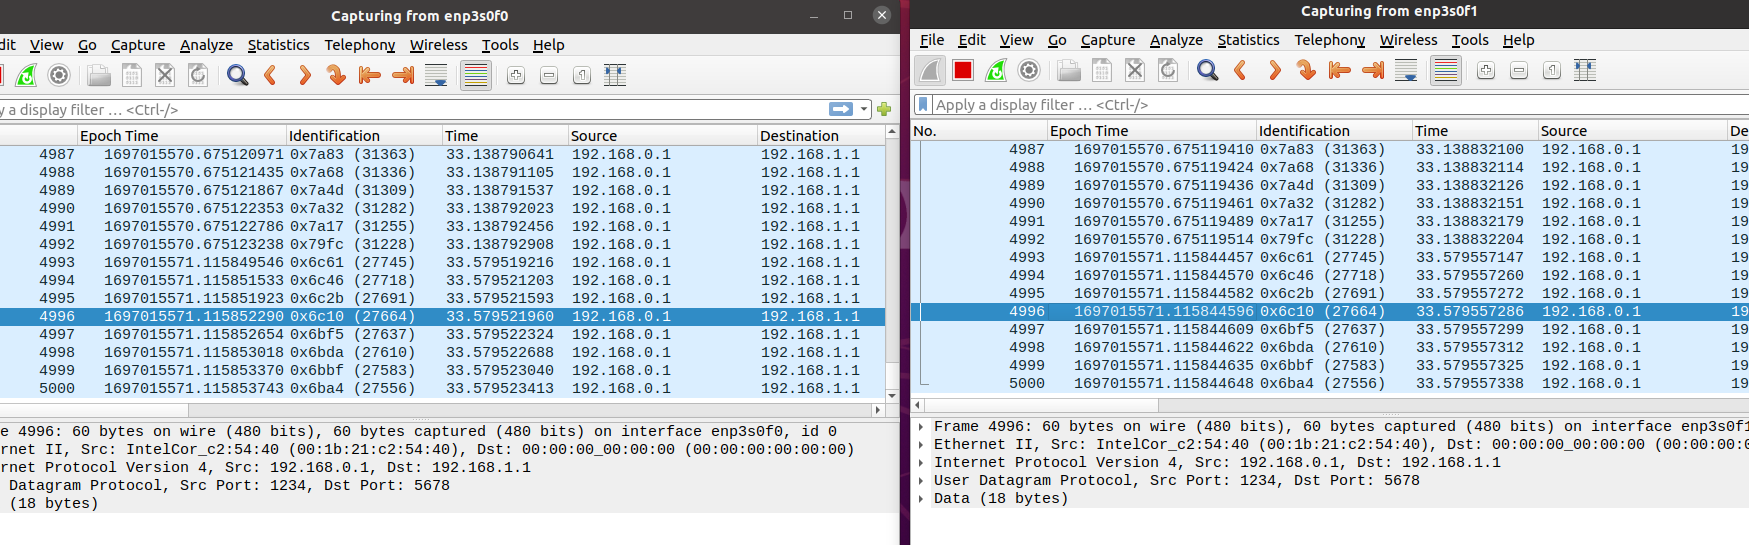 Capturing from enp3s0f0
dit View Go Capture Analyze Statistics Telephony Wireless Tools Help
y a display filter … <Ctrl-/>
Epoch Time Identification Time Source Destination
4987 1697015570.675120971 0x7a83 (31363) 33.138790641 192.168.0.1 192.168.1.1
4988 1697015570.675121435 0x7a68 (31336) 33.138791105 192.168.0.1 192.168.1.1
4989 1697015570.675121867 0x7a4d (31309) 33.138791537 192.168.0.1 192.168.1.1
4990 1697015570.675122353 0x7a32 (31282) 33.138792023 192.168.0.1 192.168.1.1
4991 1697015570.675122786 0x7a17 (31255) 33.138792456 192.168.0.1 192.168.1.1
4992 1697015570.675123238 0x79fc (31228) 33.138792908 192.168.0.1 192.168.1.1
4993 1697015571.115849546 0x6c61 (27745) 33.579519216 192.168.0.1 192.168.1.1
4994 1697015571.115851533 0x6c46 (27718) 33.579521203 192.168.0.1 192.168.1.1
4995 1697015571.115851923 0x6c2b (27691) 33.579521593 192.168.0.1 192.168.1.1
4996 1697015571.115852290 0x6c10 (27664) 33.579521960 192.168.0.1 192.168.1.1
4997 1697015571.115852654 0x6bf5 (27637) 33.579522324 192.168.0.1 192.168.1.1
4998 1697015571.115853018 0x6bda (27610) 33.579522688 192.168.0.1 192.168.1.1
4999 1697015571.115853370 0x6bbf (27583) 33.579523040 192.168.0.1 192.168.1.1
5000 1697015571.115853743 0x6ba4 (27556) 33.579523413 192.168.0.1 192.168.1.1
e 4996: 60 bytes on wire (480 bits), 60 bytes captured (480 bits) on interface enp3s0f0, id 0
rnet II, Src: IntelCor_c2:54:40 (00:1b:21:c2:54:40), Dst: 00:00:00_00:00:00 (00:00:00:00:00:00)
rnet Protocol Version 4, Src: 192.168.0.1, Dst: 192.168.1.1
Datagram Protocol, Src Port: 1234, Dst Port: 5678
(18 bytes)
Capturing from enp3s0f1
File Edit View Go Capture Analyze Statistics Telephony Wireless Tools Help
Apply a display filter … <Ctrl-/>
No. Epoch Time Identification Time Source De
4987 1697015570.675119410 0x7a83 (31363) 33.138832100 192.168.0.1 19
4988 1697015570.675119424 0x7a68 (31336) 33.138832114 192.168.0.1 19
4989 1697015570.675119436 0x7a4d (31309) 33.138832126 192.168.0.1 19
4990 1697015570.675119461 0x7a32 (31282) 33.138832151 192.168.0.1 19
4991 1697015570.675119489 0x7a17 (31255) 33.138832179 192.168.0.1 19
4992 1697015570.675119514 0x79fc (31228) 33.138832204 192.168.0.1 19
4993 1697015571.115844457 0x6c61 (27745) 33.579557147 192.168.0.1 19
4994 1697015571.115844570 0x6c46 (27718) 33.579557260 192.168.0.1 19
4995 1697015571.115844582 0x6c2b (27691) 33.579557272 192.168.0.1 19
4996 1697015571.115844596 0x6c10 (27664) 33.579557286 192.168.0.1 19
4997 1697015571.115844609 0x6bf5 (27637) 33.579557299 192.168.0.1 19
4998 1697015571.115844622 0x6bda (27610) 33.579557312 192.168.0.1 19
4999 1697015571.115844635 0x6bbf (27583) 33.579557325 192.168.0.1 19
5000 1697015571.115844648 0x6ba4 (27556) 33.579557338 192.168.0.1 19
Frame 4996: 60 bytes on wire (480 bits), 60 bytes captured (480 bits) on interface enp3s0f1
Ethernet II, Src: IntelCor_c2:54:40 (00:1b:21:c2:54:40), Dst: 00:00:00_00:00:00 (00:00:00:0
Internet Protocol Version 4, Src: 192.168.0.1, Dst: 192.168.1.1
User Datagram Protocol, Src Port: 1234, Dst Port: 5678
Data (18 bytes)